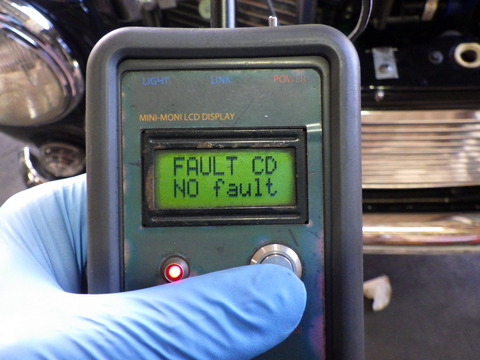 LIGHT LINK POWER
MINI-MONI LCD DISPLAY
FAULT CD
NO fault